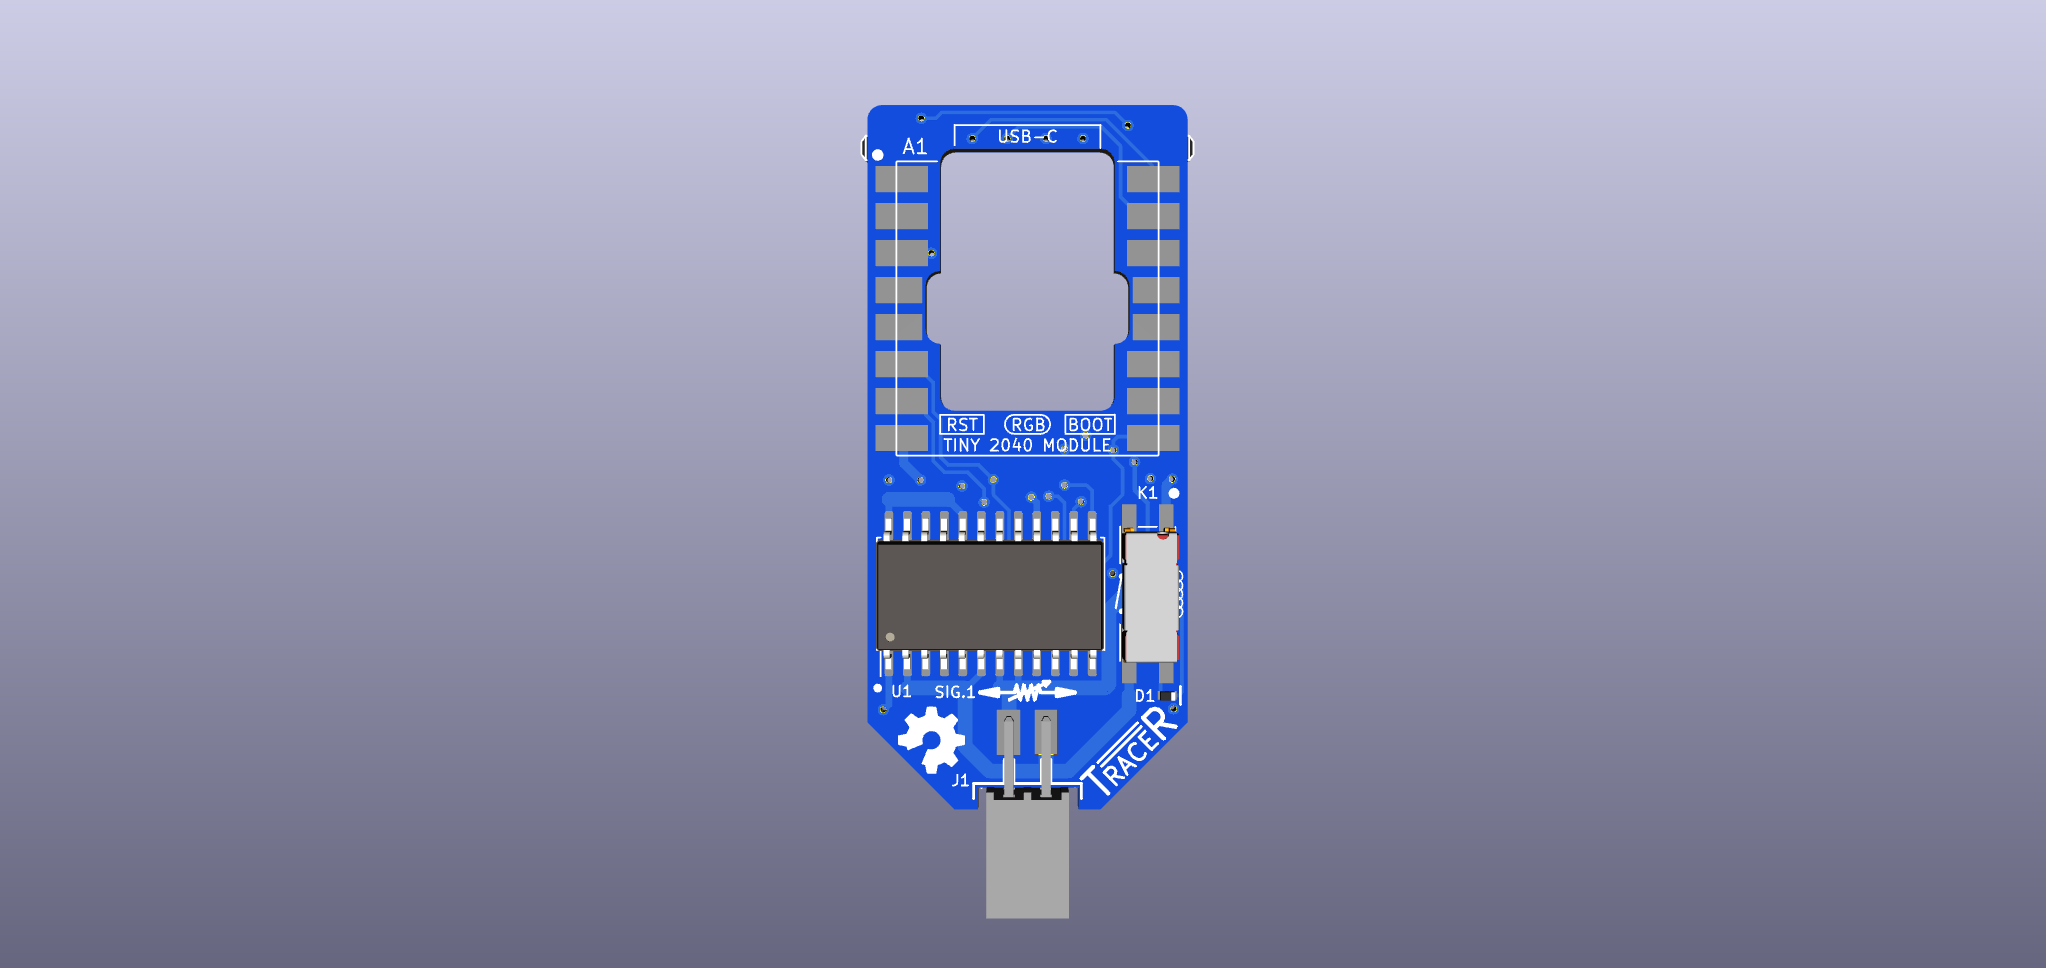 USB-C
A1
RST RGB BOOT
TINY 2040 MODULE
K1
U1 SIG.1 D1
TRACER
J1